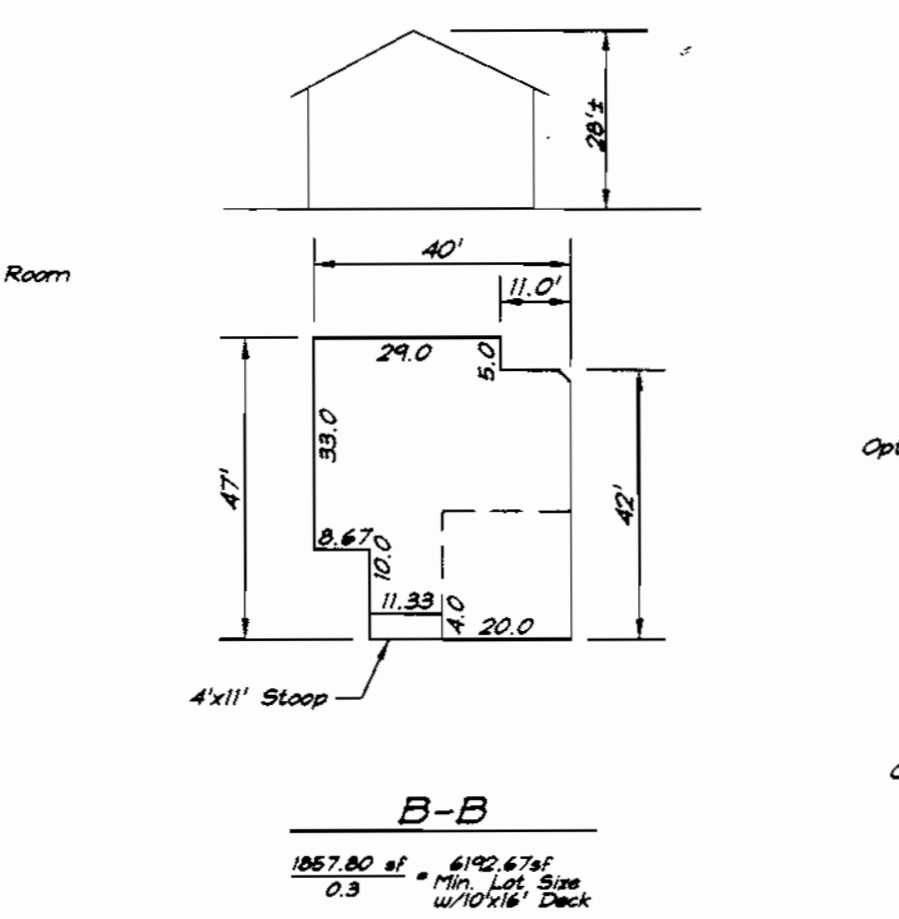 28'±
40'
Room
11.0'
29.0
5.0
33.0
Opt
47'
42'
8.67
10.0
11.33
4.0
20.0
4'x11' Stoop
B-B
1857.80 sf
0.3
= 6192.67sf
Min. Lot Size
w/10'x16' Deck